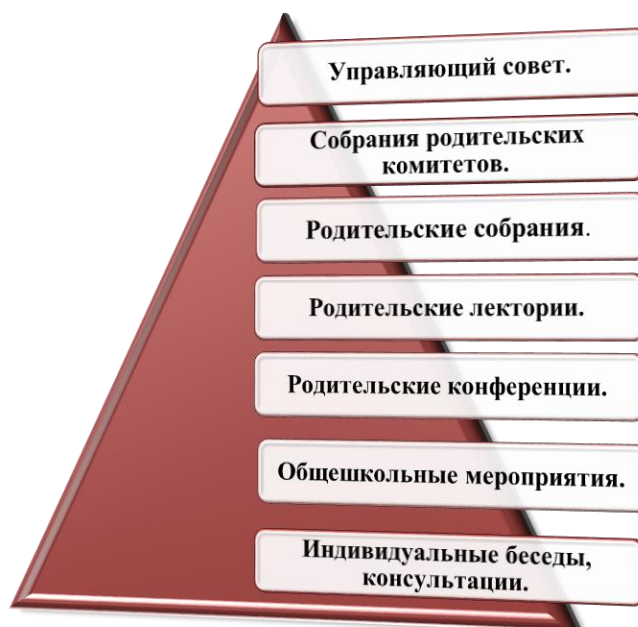 Управляющий совет.
Собрания родительских
комитетов.
Родительские собрания.
Родительские лектории.
Родительские конференции.
Общешкольные мероприятия.
Индивидуальные беседы,
консультации.